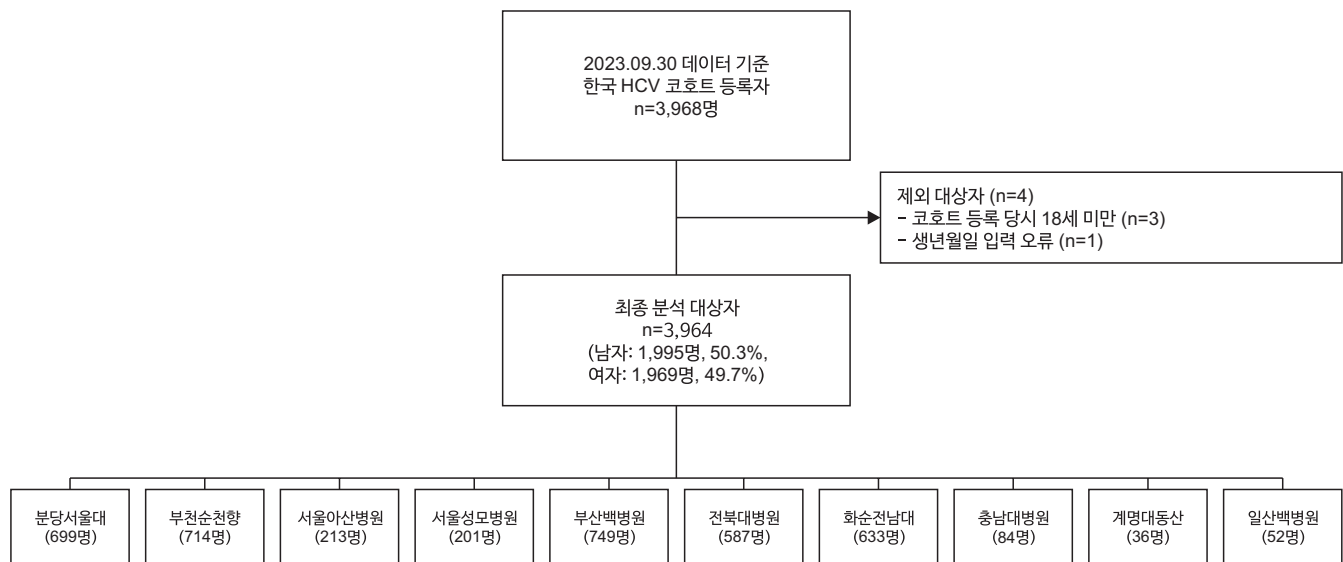 2023.09.30 데이터 기준
한국 HCV 코호트 등록자
n=3,968명
제외 대상자 (n=4)
- 코호트 등록 당시 18세 미만 (n=3)
- 생년월일 입력 오류 (n=1)
최종 분석 대상자
n=3,964
(남자: 1,995명, 50.3%,
여자: 1,969명, 49.7%)
분당서울대
(699명)
부천순천향
(714명)
서울아산병원
(213명)
서울성모병원
(201명)
부산백병원
(749명)
전북대병원
(587명)
화순전남대
(633명)
충남대병원
(84명)
계명대동산
(36명)
일산백병원
(52명)